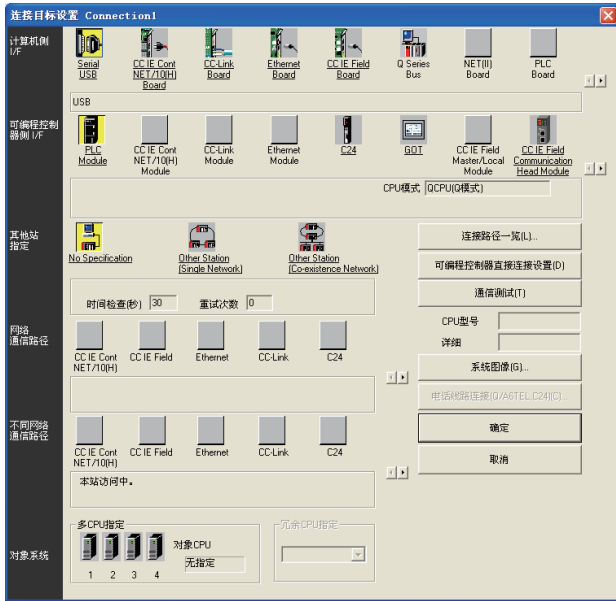 连接目标设置 Connection1
计算机侧
I/F
Serial
USB
CC IE Cont
NET/10(H)
Board
CC-Link
Board
Ethernet
Board
CC IE Field
Board
Q Series
Bus
NET(II)
Board
PLC
Board
USB
可编程控制
器侧 I/F
PLC
Module
CC IE Cont
NET/10(H)
Module
CC-Link
Module
Ethernet
Module
C24
GOT
CC IE Field
Master/Local
Module
CC IE Field
Communication
Head Module
CPU模式 QCPU(Q模式)
其他站
指定
No Specification
Other Station
(Single Network)
Other Station
(Co-existence Network)
连接路径一览(L)...
可编程控制器直接连接设置(D)
时间检查(秒) 30 重试次数 0
通信测试(T)
CPU型号
详细
网络
通信路径
CC IE Cont
NET/10(H)
CC IE Field
Ethernet
CC-Link
C24
系统图像(G)...
电话线路连接(Q/A6TEL,C24)(C)...
不同网络
通信路径
CC IE Cont
NET/10(H)
CC IE Field
Ethernet
CC-Link
C24
确定
取消
本站访问中。
对象系统
多CPU指定
1 2 3 4
对象CPU
无指定
冗余CPU指定